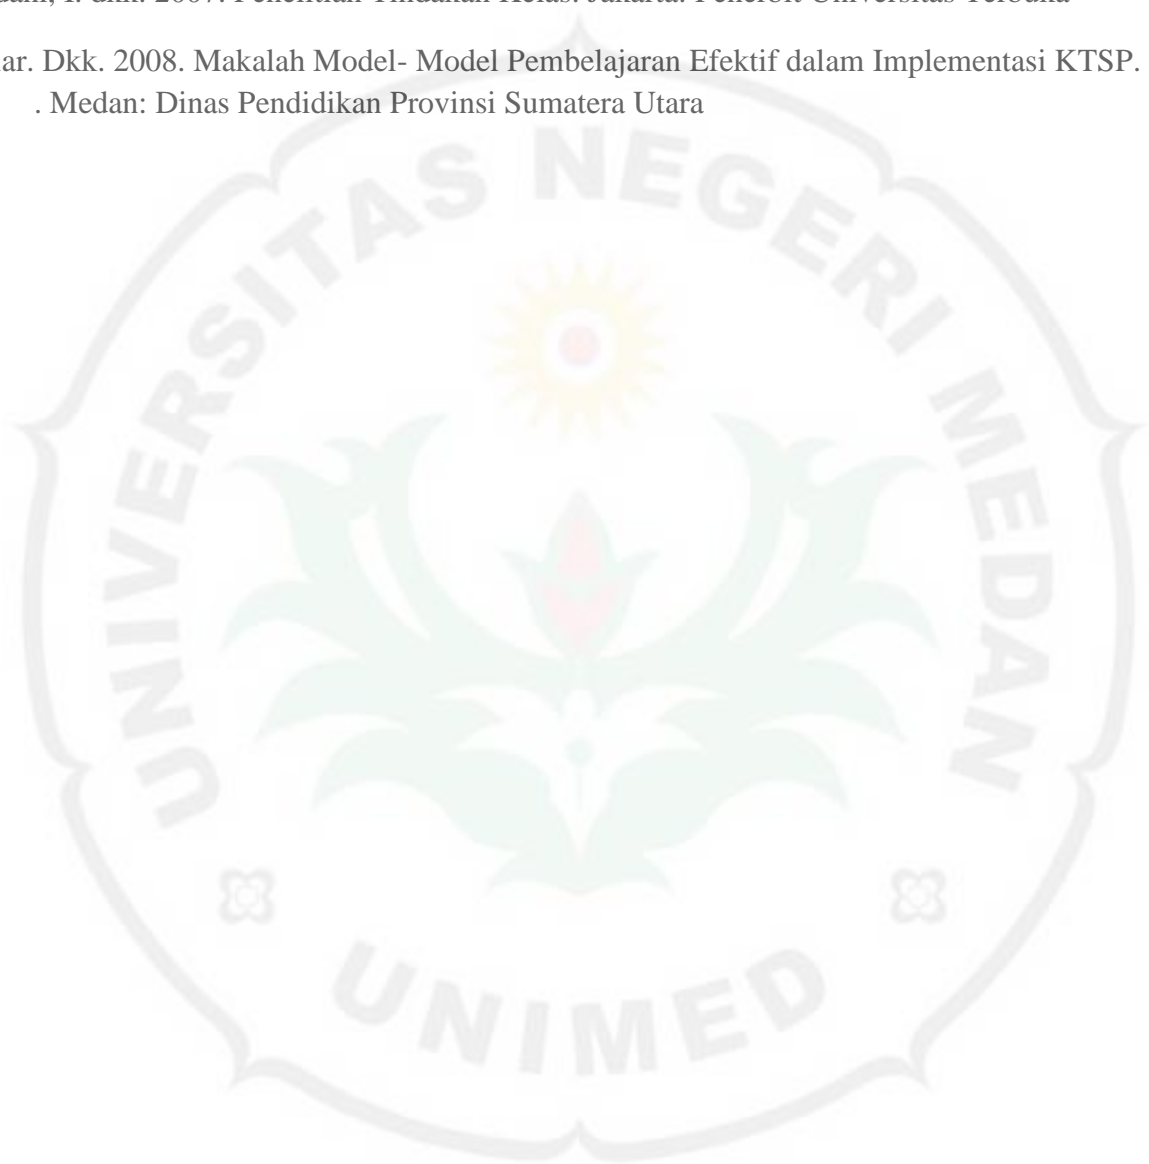 dani, I. dkk. 2007. Penelitian Tindakan Kelas. Jakarta: Penerbit Universitas Terbuka
ar. Dkk. 2008. Makalah Model- Model Pembelajaran Efektif dalam Implementasi KTSP.
. Medan: Dinas Pendidikan Provinsi Sumatera Utara
UNIVERSITAS NEGERI MEDAN
UNIMED